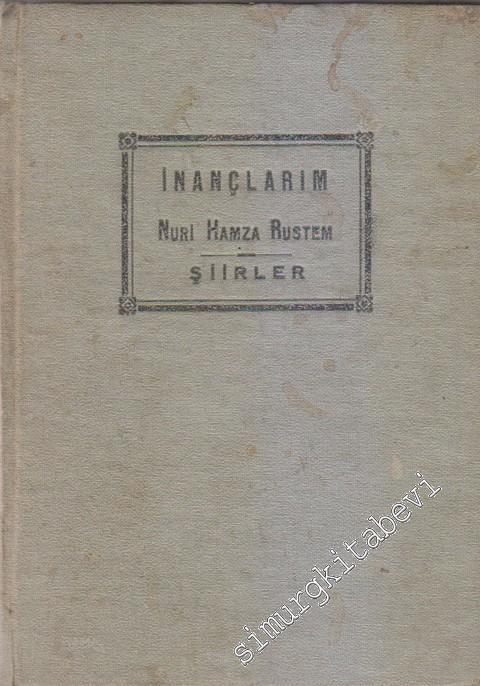 İNANÇLARIM
NURİ HAMZA RUSTEM
ŞİİRLER
simurgkitabevi